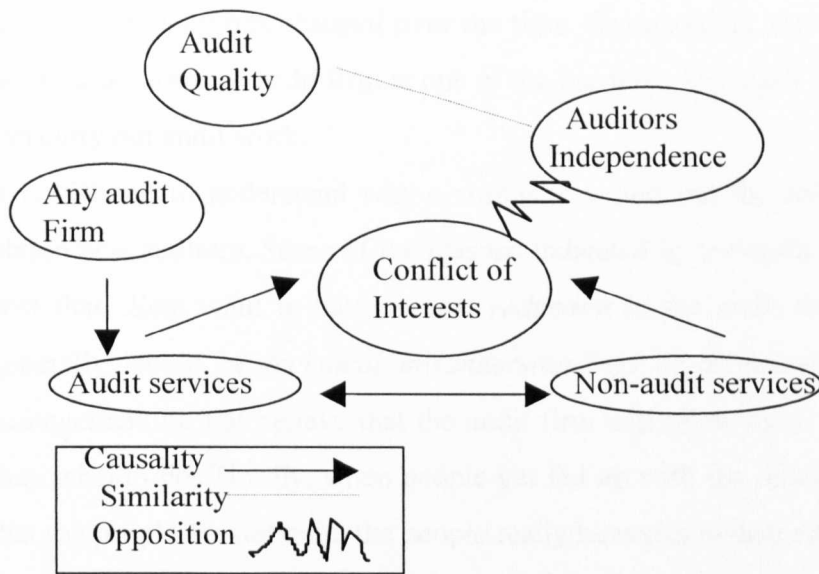 Audit
Quality
Auditors
Independence
Any audit
Firm
Conflict of
Interests
Audit services
Non-audit services
Causality
Similarity
Opposition